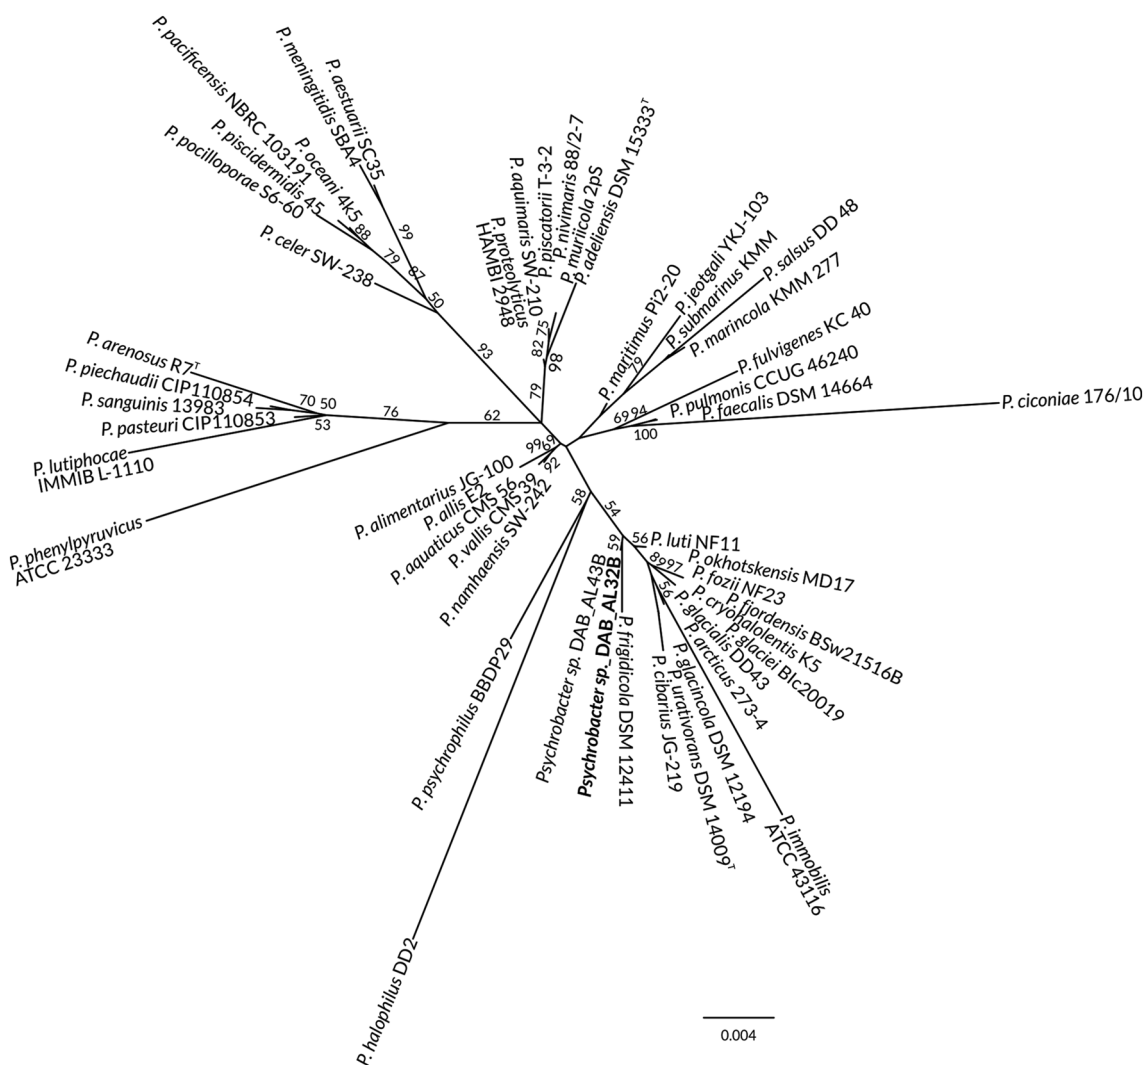 P. pacificensis NBRC 103191
P. meningitidis SBA4
P. aestuarii SC35
P. piscidermidis 45
P. oceani 4k5
P. pocilloporae S6-60
P. celer SW-238
88
79
99
87
50
93
P. proteolyticus
HAMBI 2948
P. aquimaris SW-210
P. piscatorii T-3-2
P. nivimaris 88/2-7
P. muriicola 2pS
P. adeliensis DSM 15333T
82
75
98
79
P. maritimus Pi2-20
P. jeotgali YKJ-103
P. submarinus KMM
P. salsus DD 48
P. marincola KMM 277
79
P. fulvigenes KC 40
P. pulmonis CCUG 46240
P. faecalis DSM 14664
P. ciconiae 176/10
69
94
100
P. arenosus R7T
P. piechaudii CIP110854
P. sanguinis 13983
P. pasteuri CIP110853
P. lutiphocae
IMMIB L-1110
P. phenylpyruvicus
ATCC 23333
70
50
53
76
62
P. alimentarius JG-100
P. allis E2
P. aquaticus CMS 56
P. vallis CMS 39
P. namhaensis SW-242
99
69
92
58
54
59
P. psychrophilus BBDP29
P. halophilus DD2
Psychrobacter sp. DAB_AL43B
Psychrobacter sp. DAB_AL32B
P. frigidicola DSM 12411
56
P. luti NF11
89
97
P. okhotskensis MD17
P. fozii NF23
P. fjordensis BSw21516B
P. cryohalolentis K5
P. glaciei BIc20019
P. glacialis DD43
P. arcticus 273-4
56
P. glacincola DSM 12194
P. urativorans DSM 14009T
P. cibarius JG-219
P. immobilis
ATCC 43116
0.004